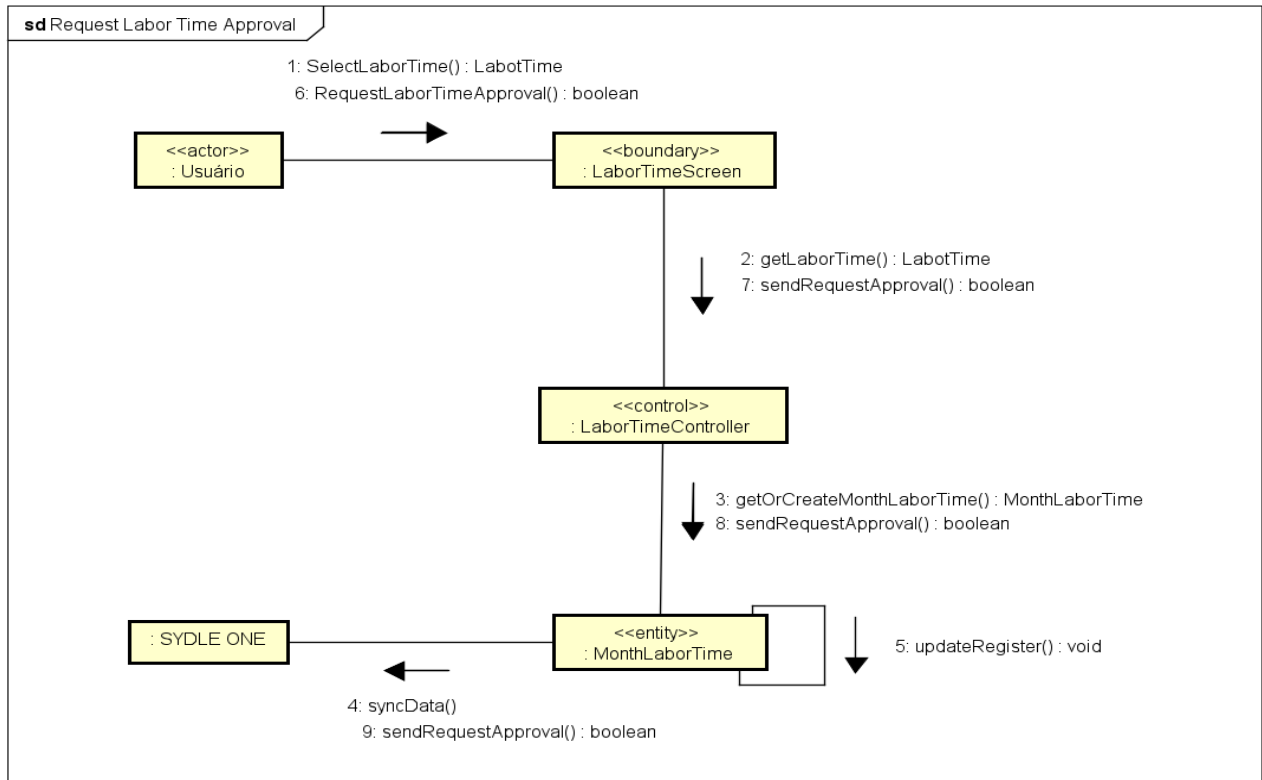 sd Request Labor Time Approval
1: SelectLaborTime() : LabotTime
6: RequestLaborTimeApproval() : boolean
<<actor>>
: Usuário
<<boundary>>
: LaborTimeScreen
2: getLaborTime() : LabotTime
7: sendRequestApproval() : boolean
<<control>>
: LaborTimeController
3: getOrCreateMonthLaborTime() : MonthLaborTime
8: sendRequestApproval() : boolean
: SYDLE ONE
<<entity>>
: MonthLaborTime
5: updateRegister() : void
4: syncData()
9: sendRequestApproval() : boolean